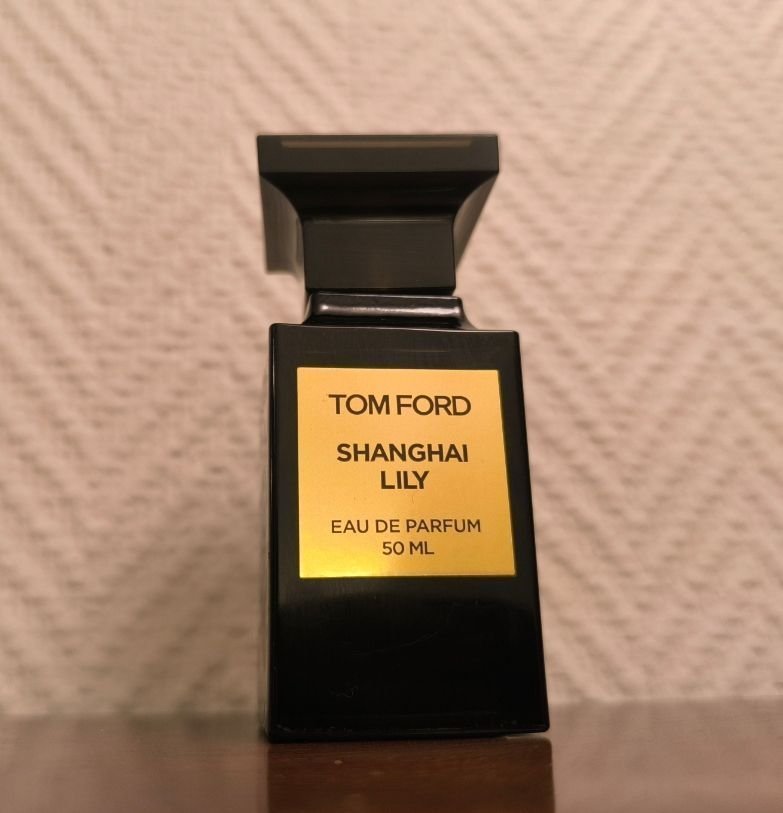 TOM FORD
SHANGHAI
LILY
EAU DE PARFUM
50 ML